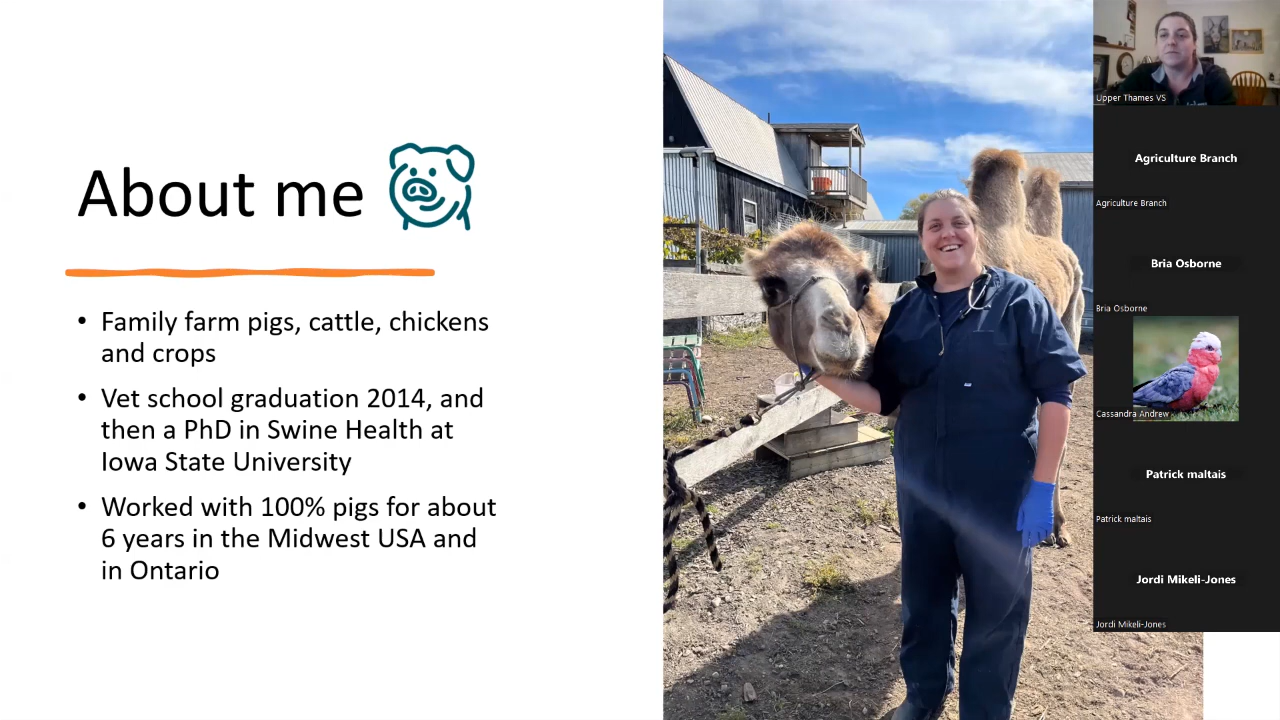 About me
• Family farm pigs, cattle, chickens
and crops
• Vet school graduation 2014, and
then a PhD in Swine Health at
Iowa State University
• Worked with 100% pigs for about
6 years in the Midwest USA and
in Ontario
Upper Thames VS
Agriculture Branch
Agriculture Branch
Bria Osborne
Bria Osborne
Cassandra Andrew
Patrick maltais
Patrick maltais
Jordi Mikeli-Jones
Jordi Mikeli-Jones